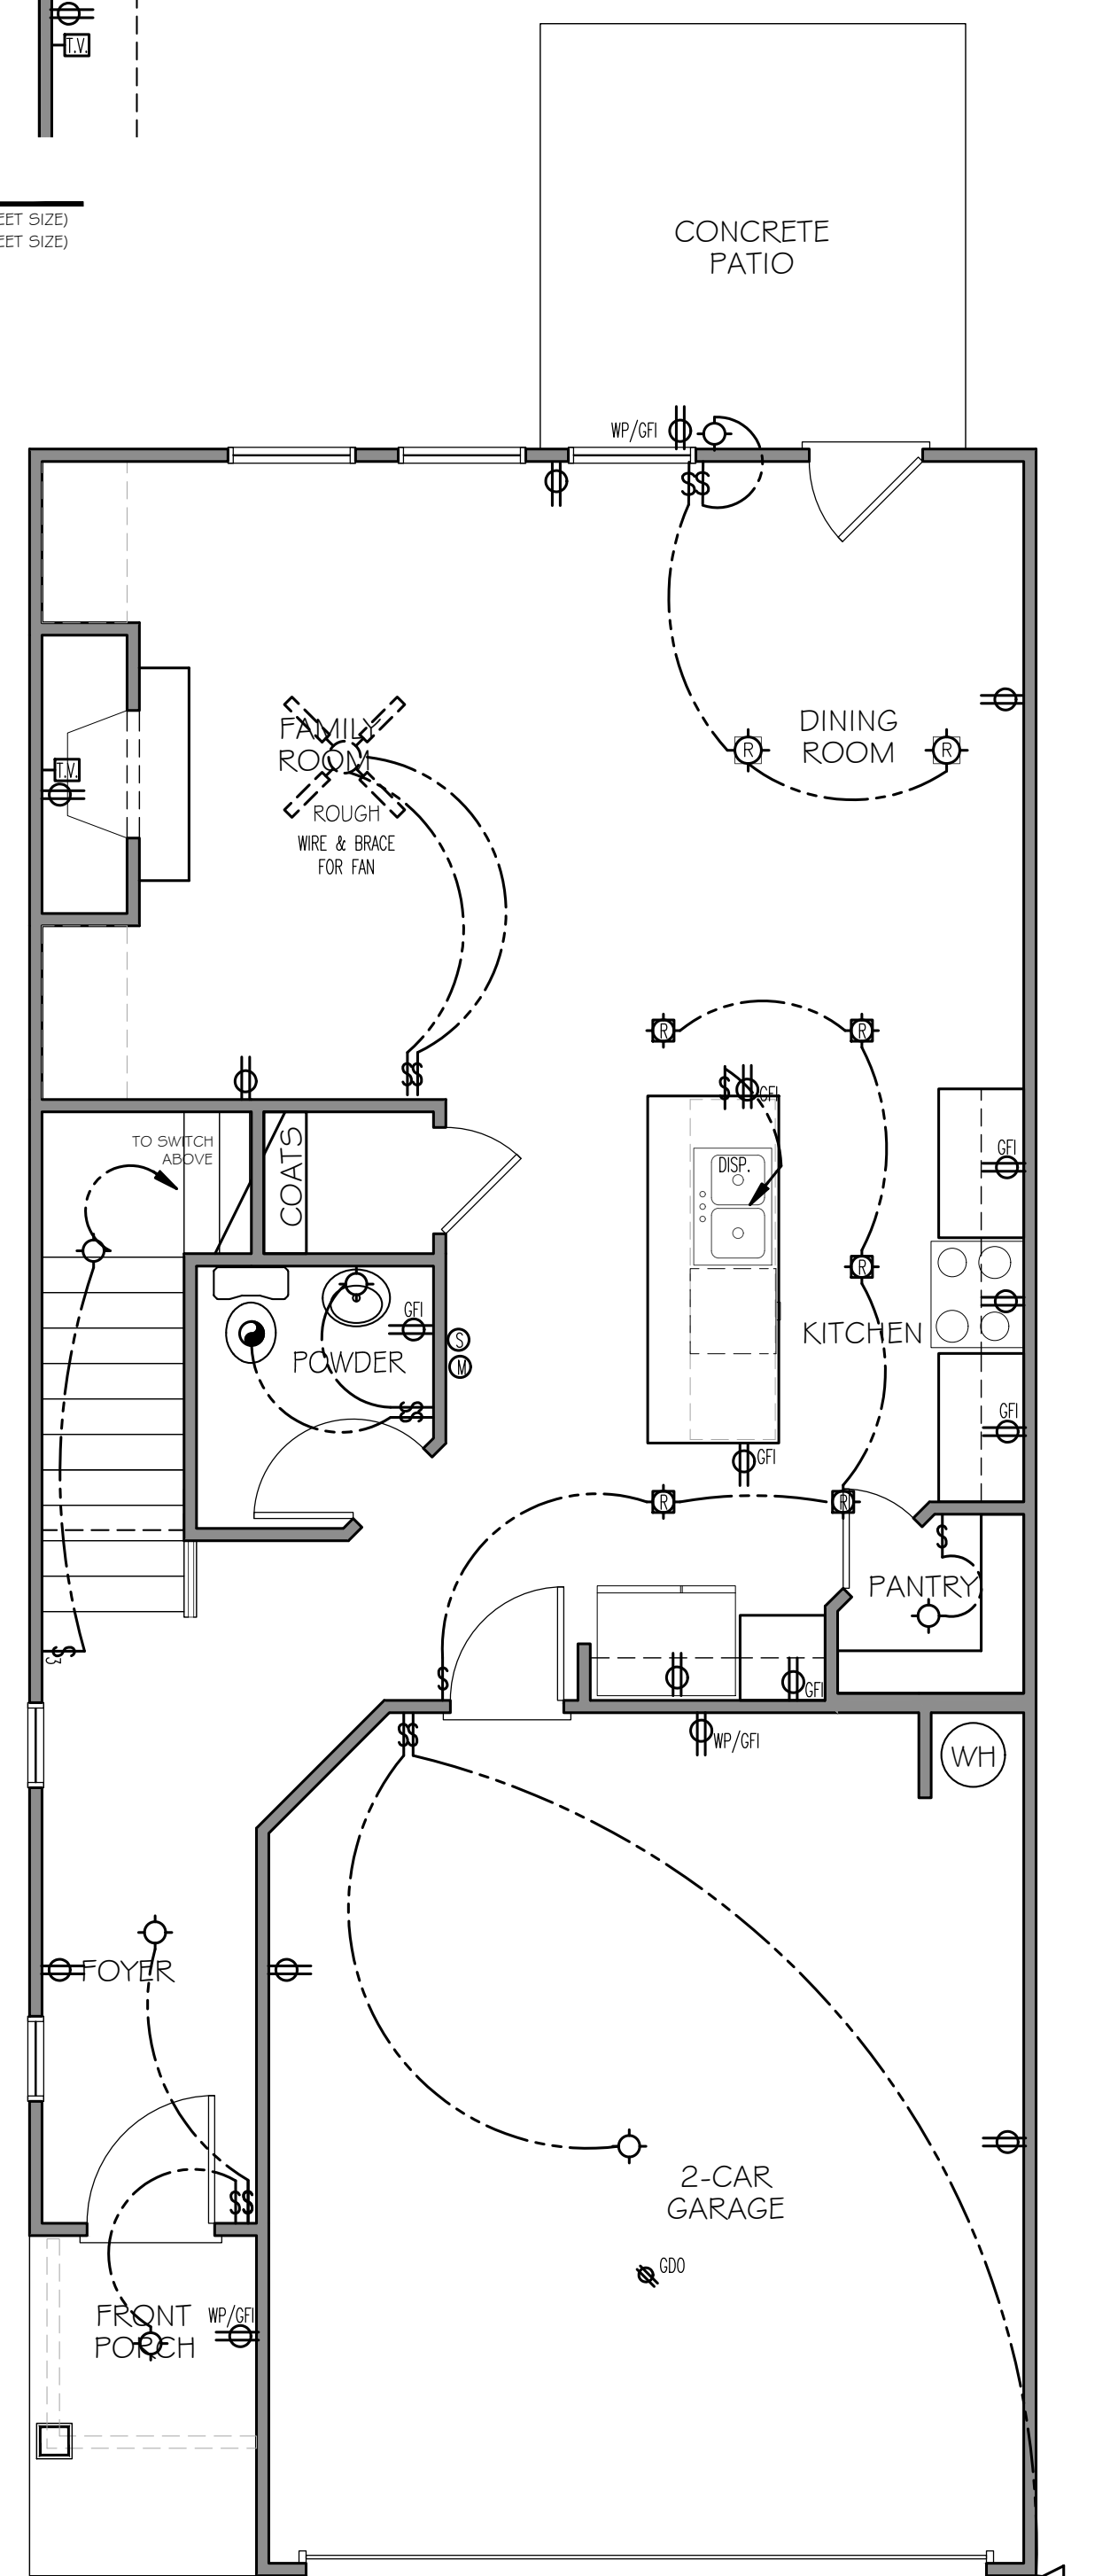 T.V.
EET SIZE)
EET SIZE)
CONCRETE
PATIO
WP/GFI
$$
DINING
ROOM
R
R
FAMILY
ROOM
T.V.
ROUGH
WIRE & BRACE
FOR FAN
R
R
$$
$
GFI
TO SWITCH
ABOVE
COATS
DISP.
GFI
R
GFI
KITCHEN
S
M
POWDER
$$
GFI
GFI
R
R
$
PANTRY
$
3
$
GFI
$$
WP/GFI
WH
FOYER
2-CAR
GARAGE
$$
GDO
FRONT
PORCH
WP/GFI